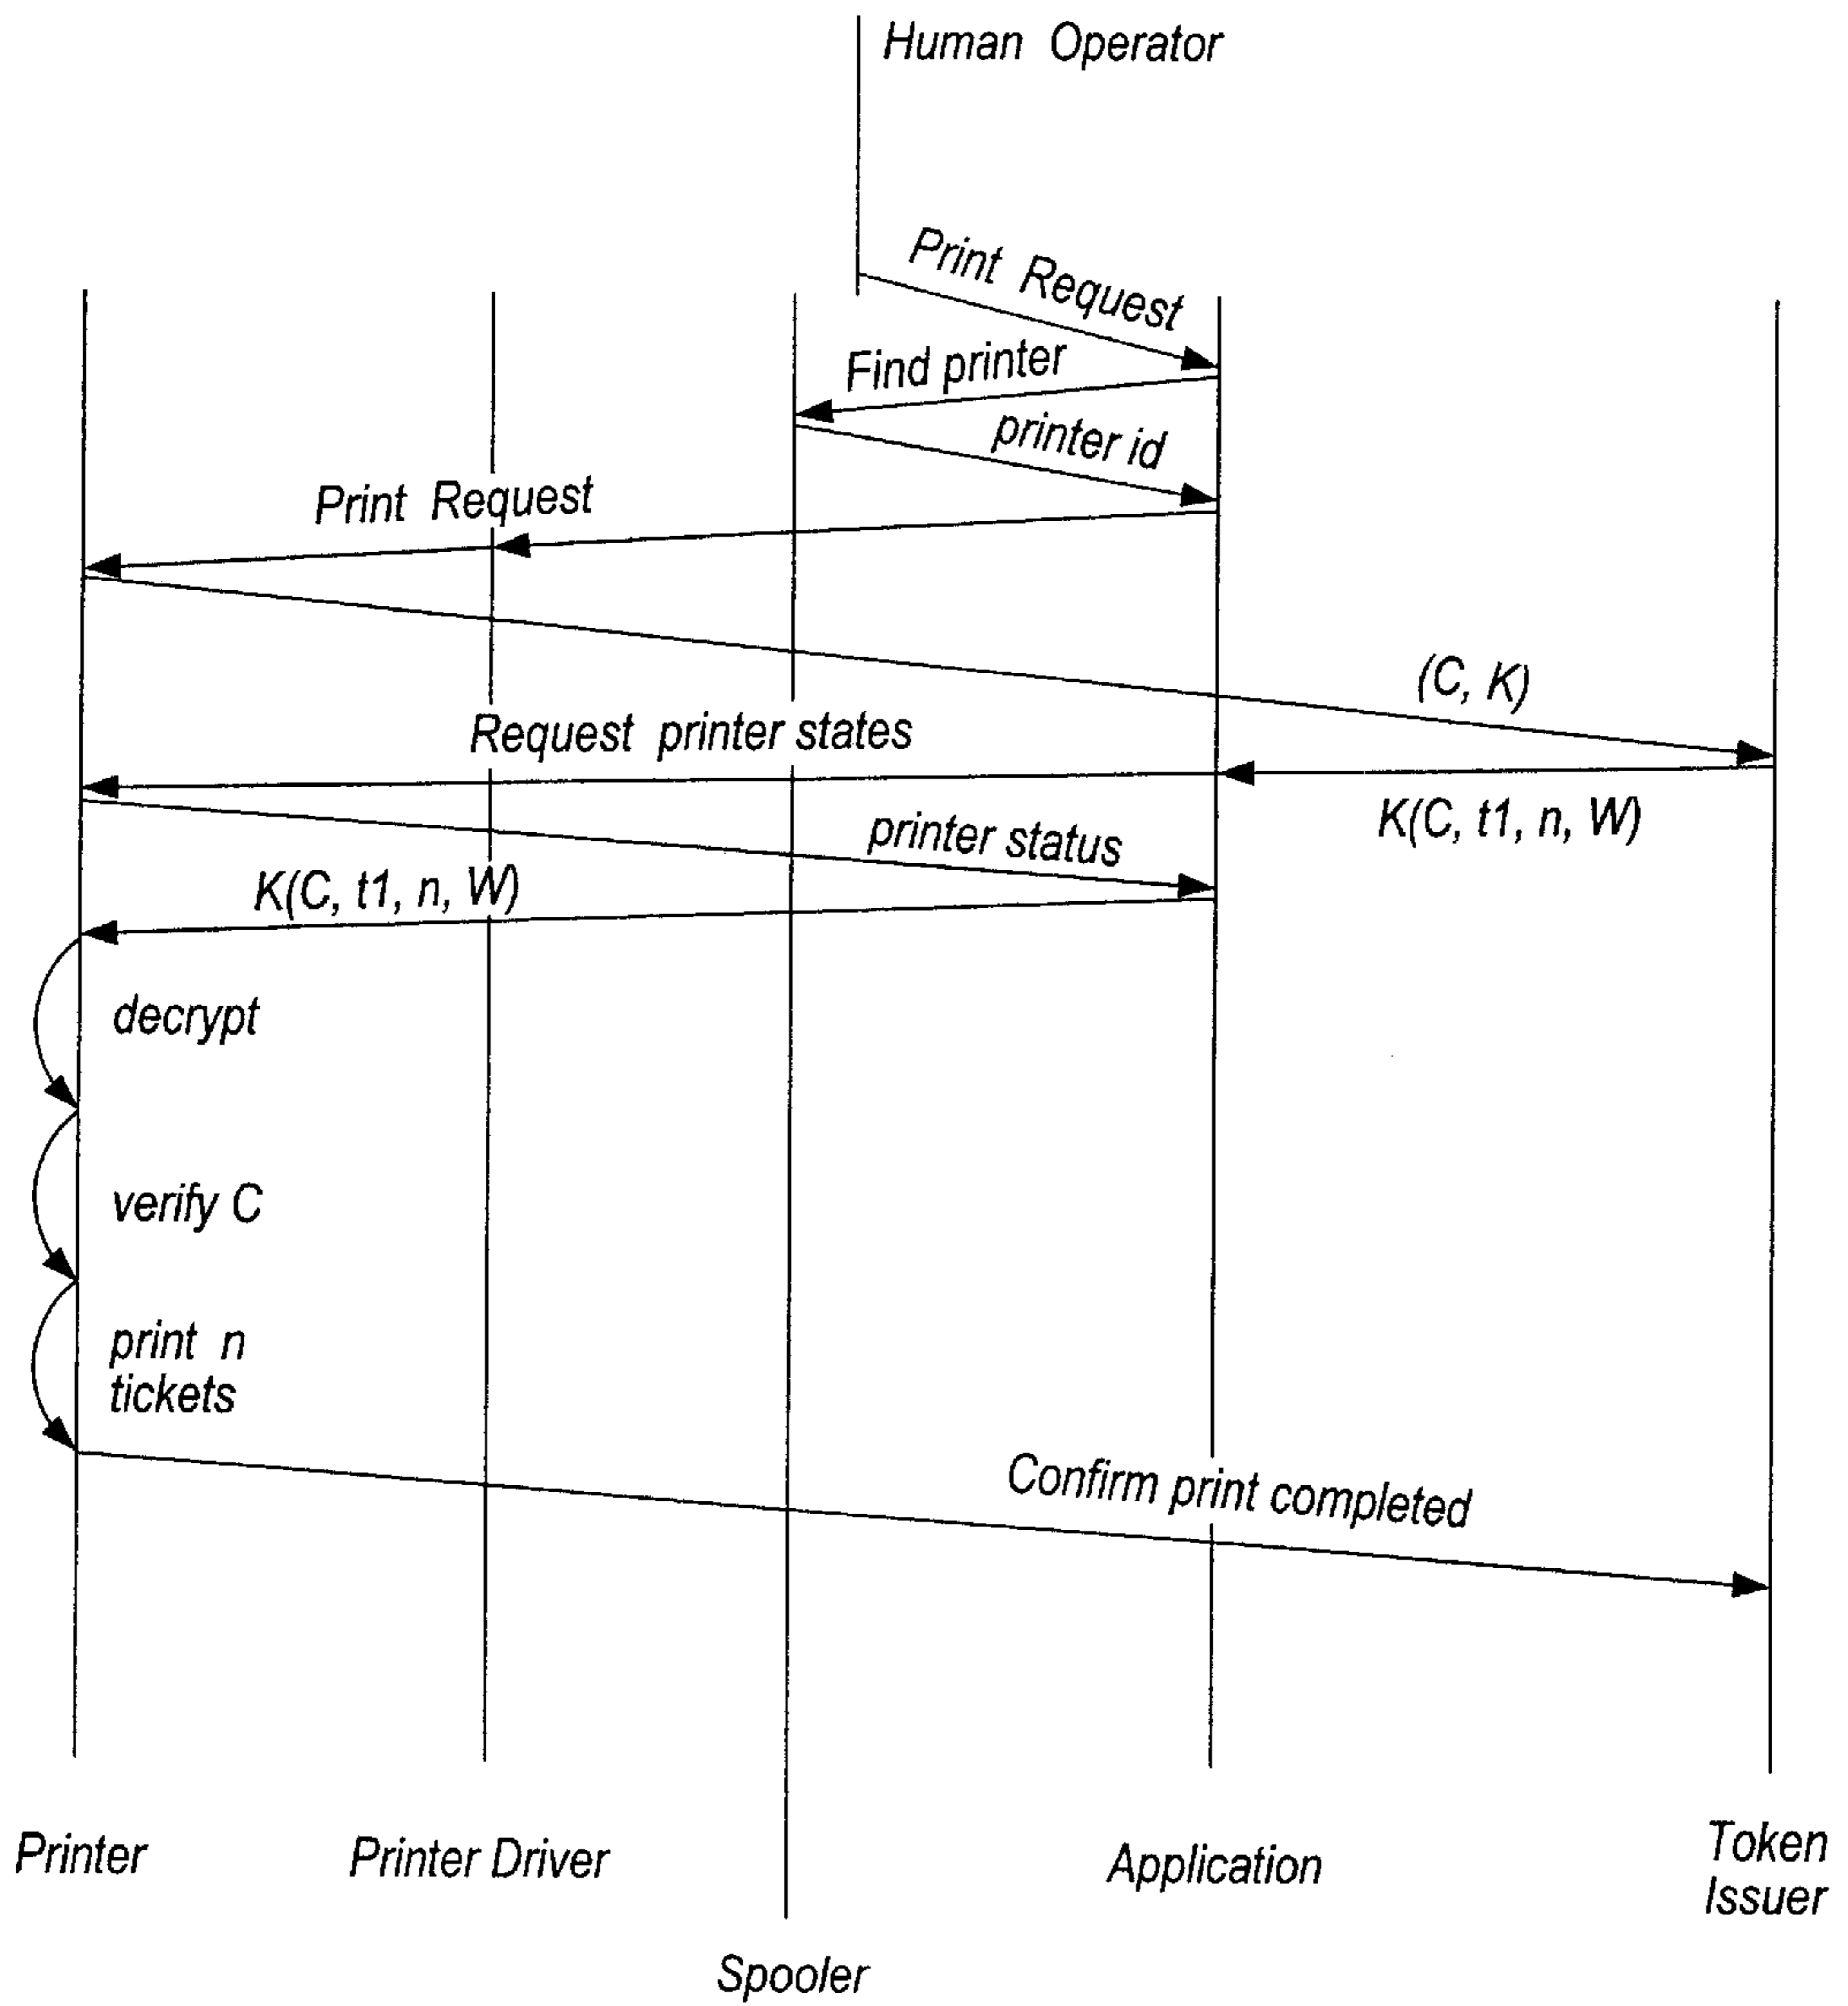 Human Operator
Print Request
Find printer
printer id
Print Request
(C, K)
Request printer states
K(C, t1, n, W)
printer status
K(C, t1, n, W)
decrypt
verify C
print n
tickets
Confirm print completed
Printer
Printer Driver
Application
Token
Issuer
Spooler